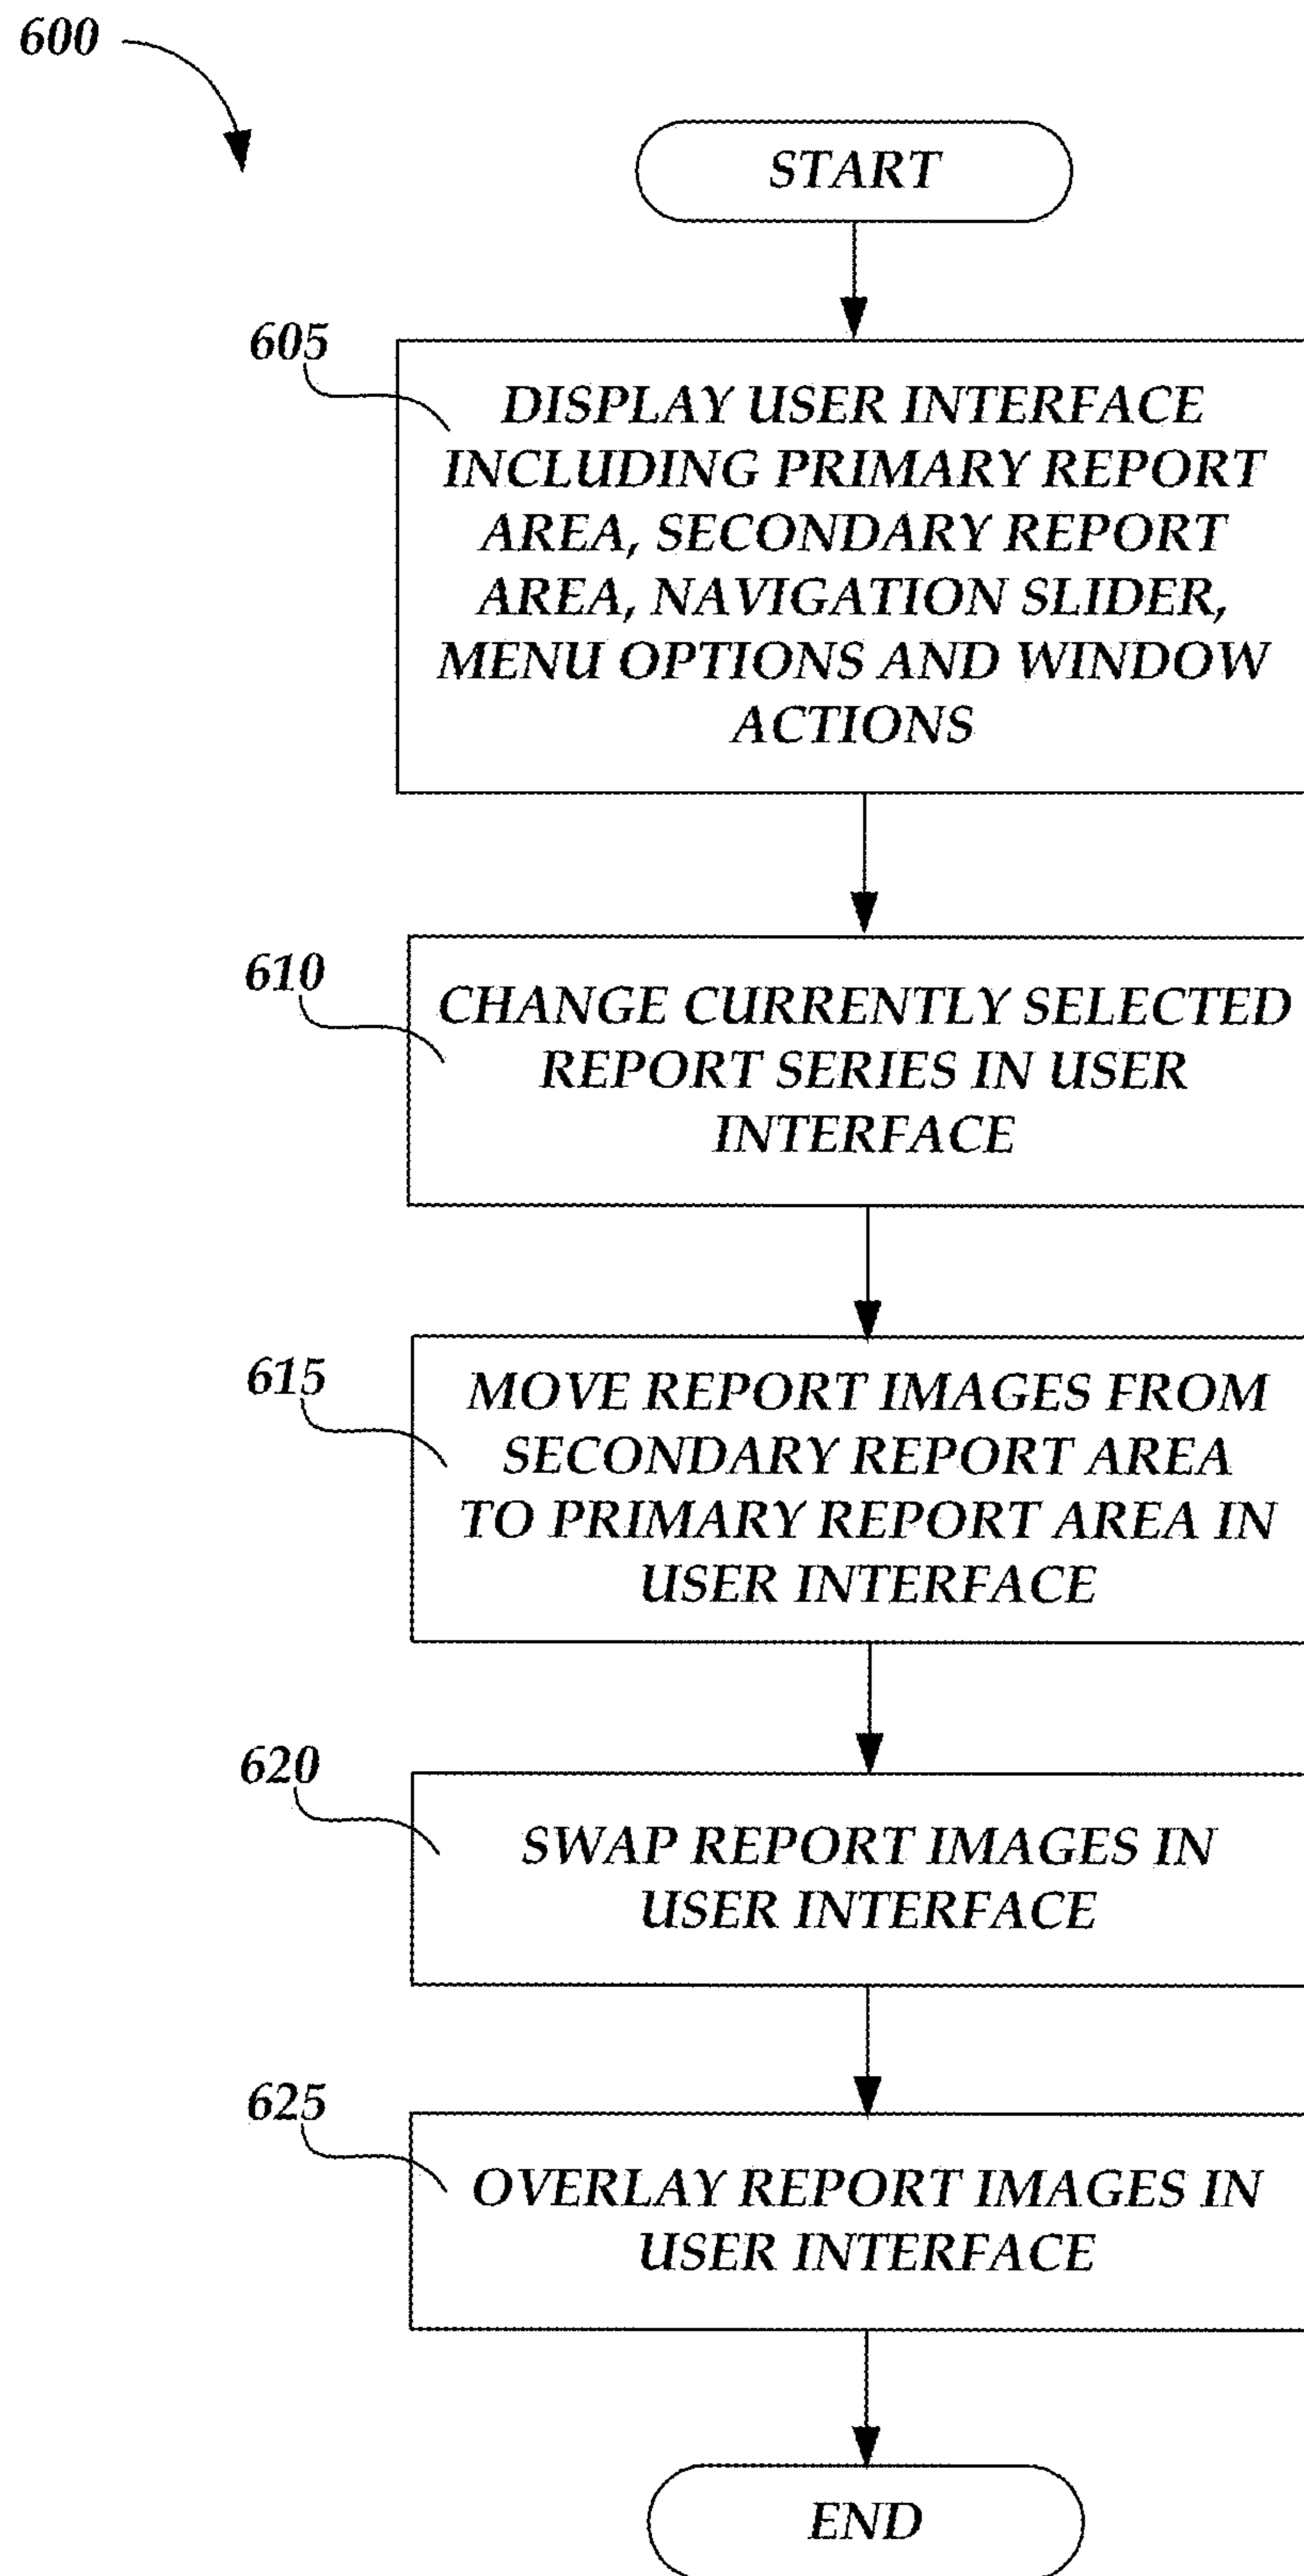 600
START
605
DISPLAY USER INTERFACE
INCLUDING PRIMARY REPORT
AREA, SECONDARY REPORT
AREA, NAVIGATION SLIDER,
MENU OPTIONS AND WINDOW
ACTIONS
610
CHANGE CURRENTLY SELECTED
REPORT SERIES IN USER
INTERFACE
615
MOVE REPORT IMAGES FROM
SECONDARY REPORT AREA
TO PRIMARY REPORT AREA IN
USER INTERFACE
620
SWAP REPORT IMAGES IN
USER INTERFACE
625
OVERLAY REPORT IMAGES IN
USER INTERFACE
END